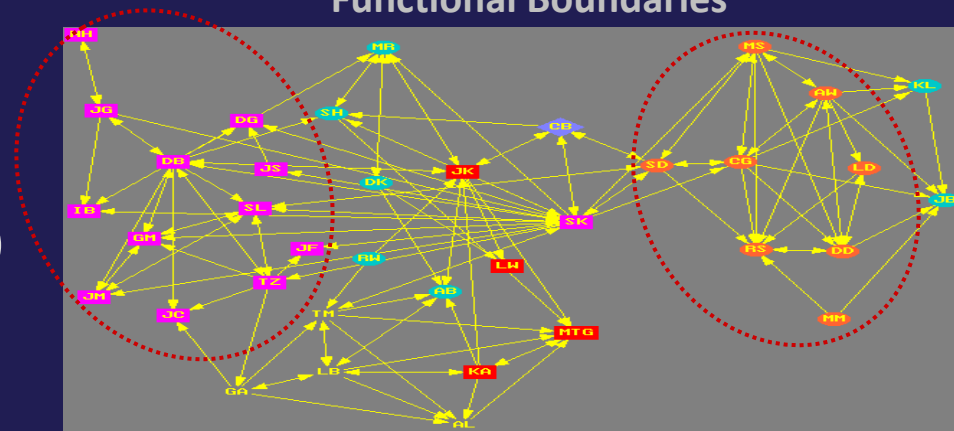 Functional Boundaries
AH
MR
MS
JG
DG
SH
CB
AW
KL
DB
JS
DK
JK
SD
CG
LD
IB
SL
SK
JB
GM
JF
RW
LW
RS
DD
JM
TZ
AB
JC
TM
MTG
MM
LB
KA
GA
AL
)